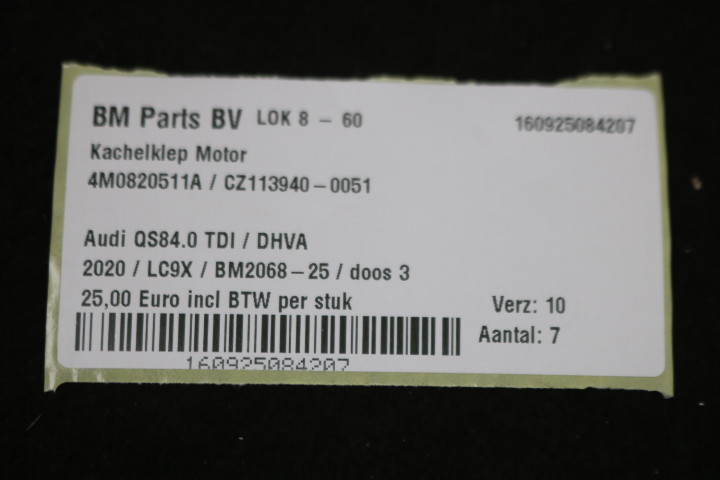 BM Parts BV LOK 8 - 60 160925084207
Kachelklep Motor
4M0820511A / CZ113940-0051
Audi QS84.0 TDI / DHVA
2020 / LC9X / BM2068-25 / doos 3
25,00 Euro incl BTW per stuk Verz: 10
Aantal: 7
160925084207